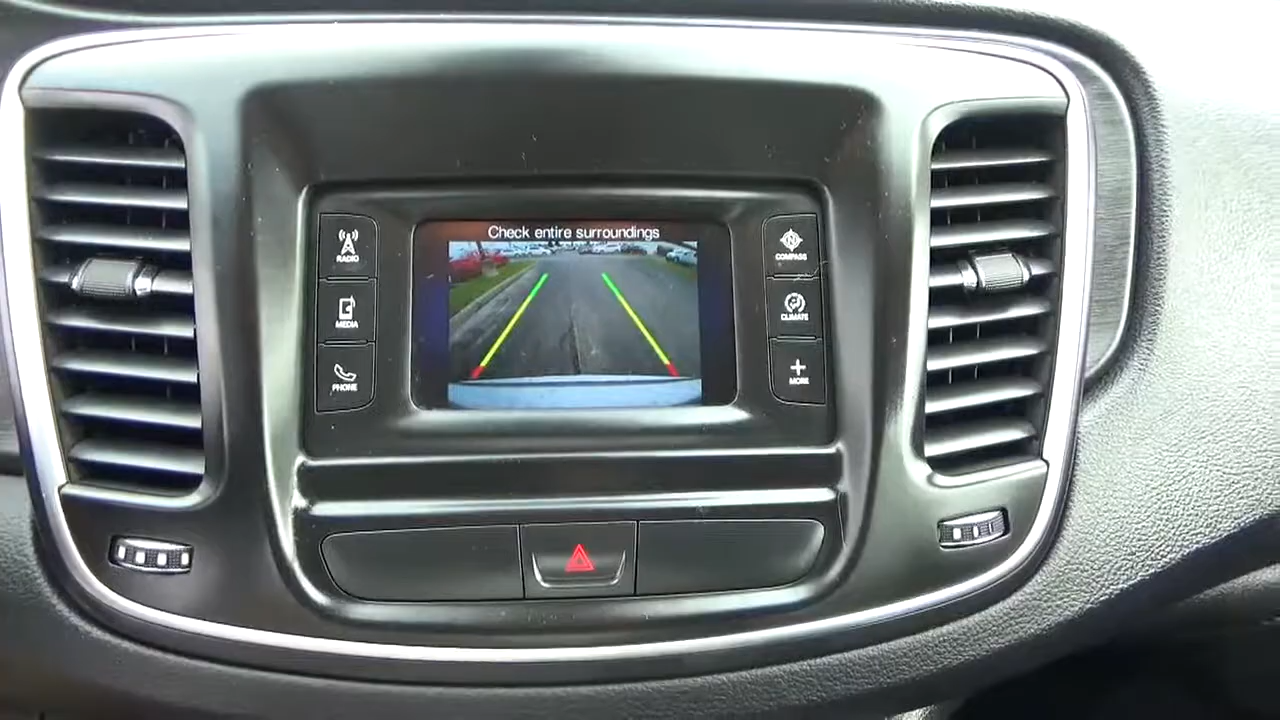 Check entire surroundings
RADIO
MEDIA
PHONE
N
COMPASS
CLIMATE
MORE